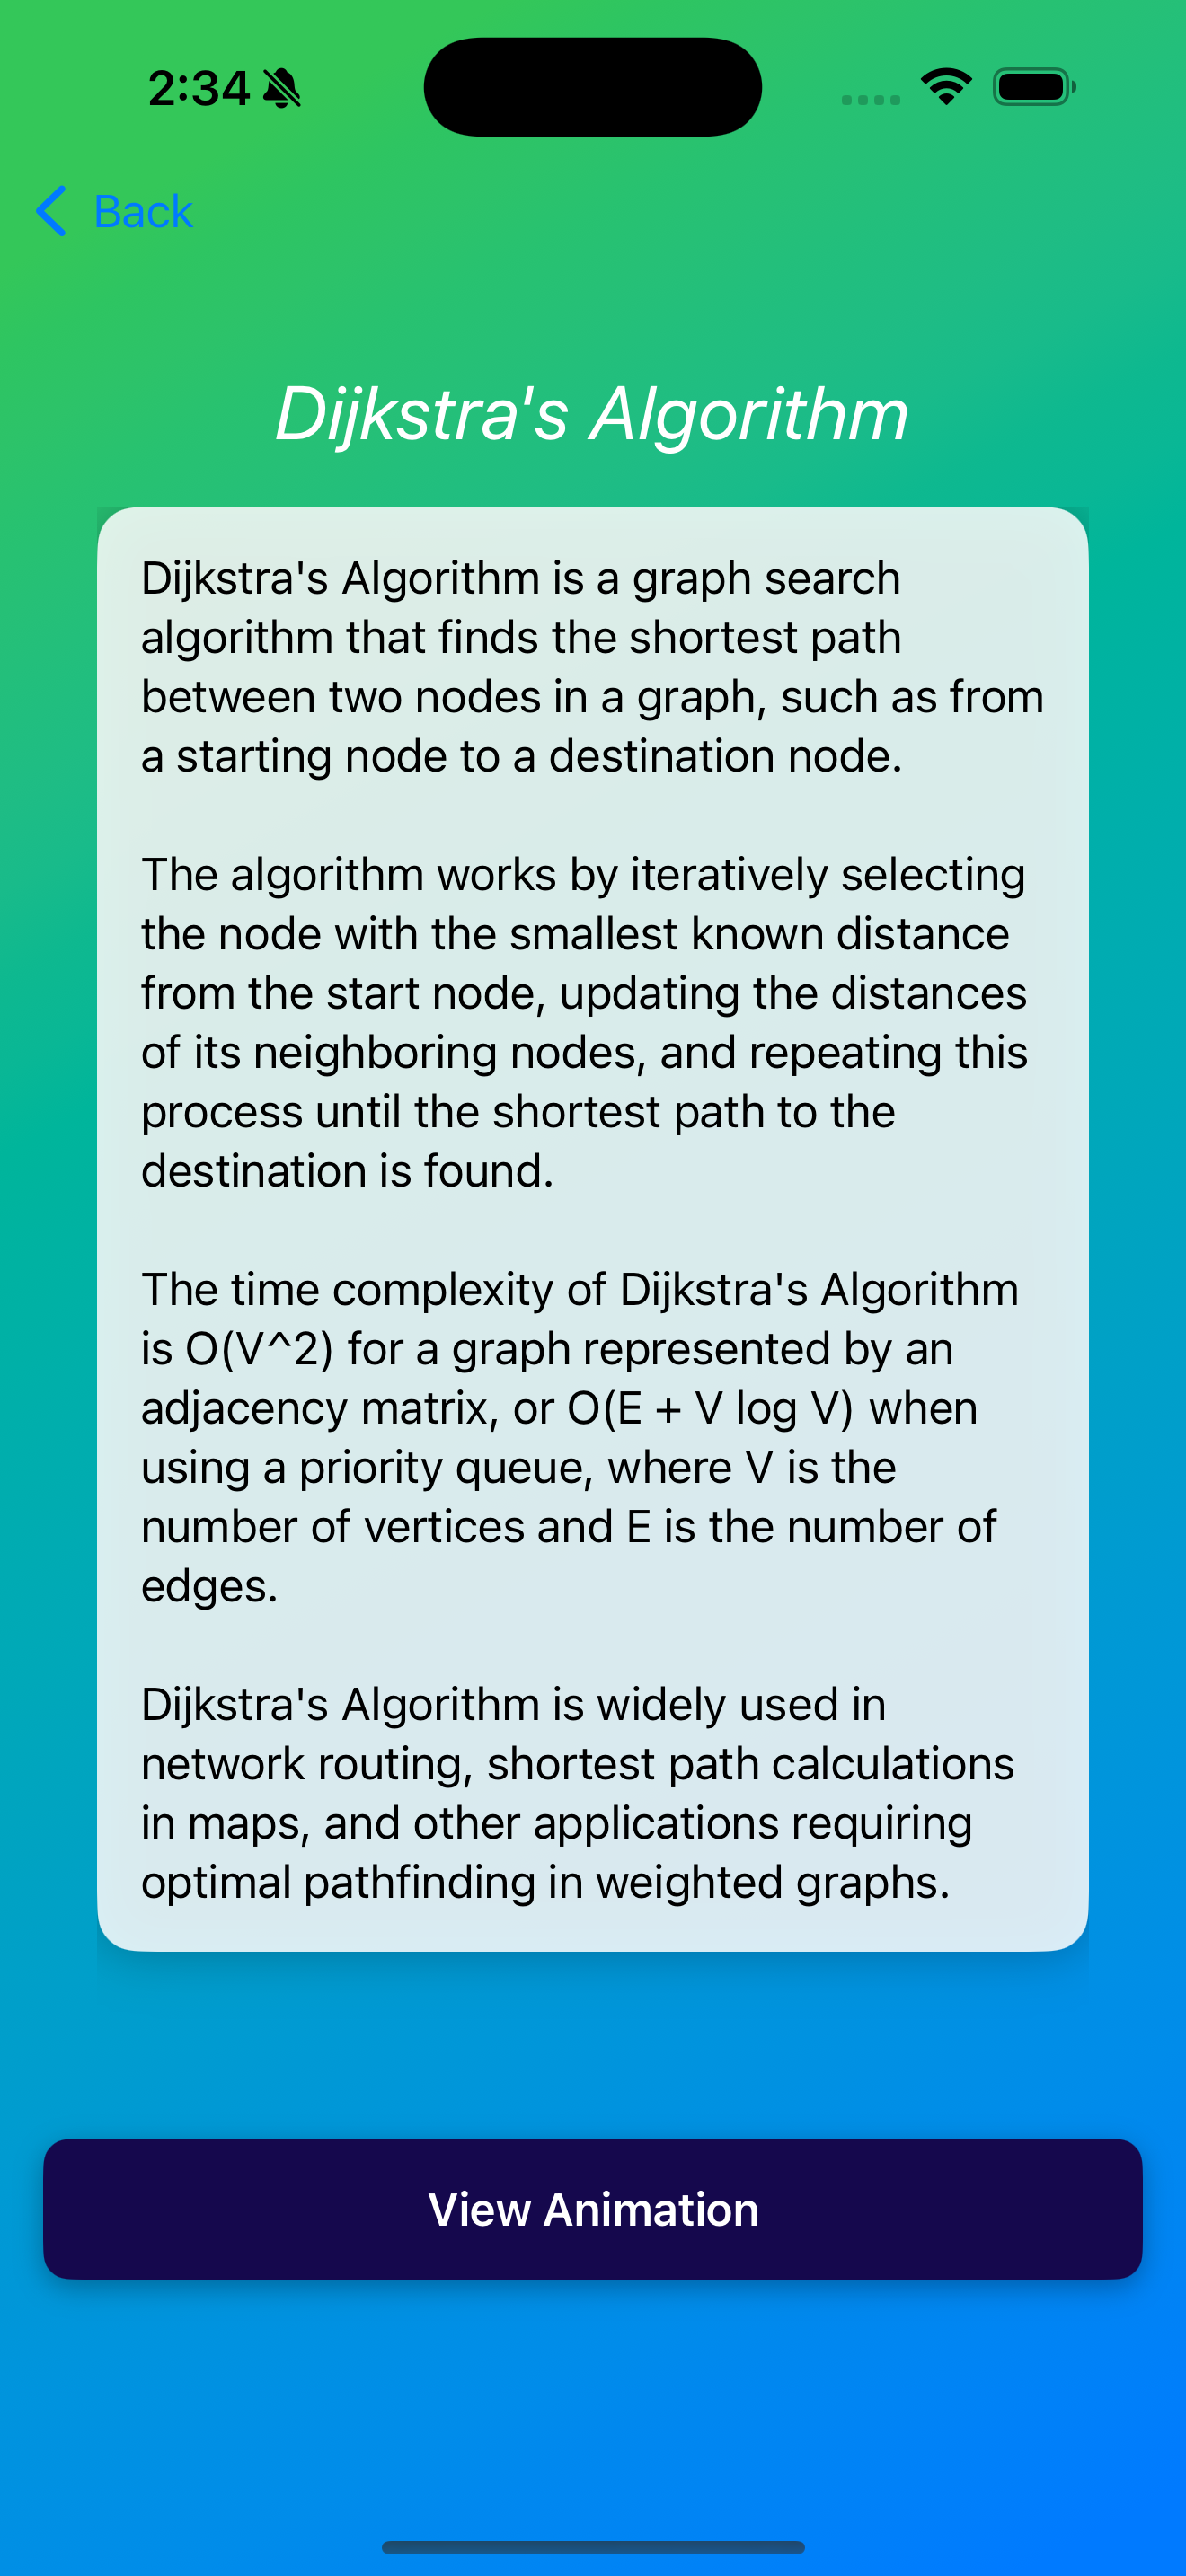 2:34
Back
Dijkstra's Algorithm
Dijkstra's Algorithm is a graph search
algorithm that finds the shortest path
between two nodes in a graph, such as from
a starting node to a destination node.
The algorithm works by iteratively selecting
the node with the smallest known distance
from the start node, updating the distances
of its neighboring nodes, and repeating this
process until the shortest path to the
destination is found.
The time complexity of Dijkstra's Algorithm
is O(V^2) for a graph represented by an
adjacency matrix, or O(E + V log V) when
using a priority queue, where V is the
number of vertices and E is the number of
edges.
Dijkstra's Algorithm is widely used in
network routing, shortest path calculations
in maps, and other applications requiring
optimal pathfinding in weighted graphs.
View Animation